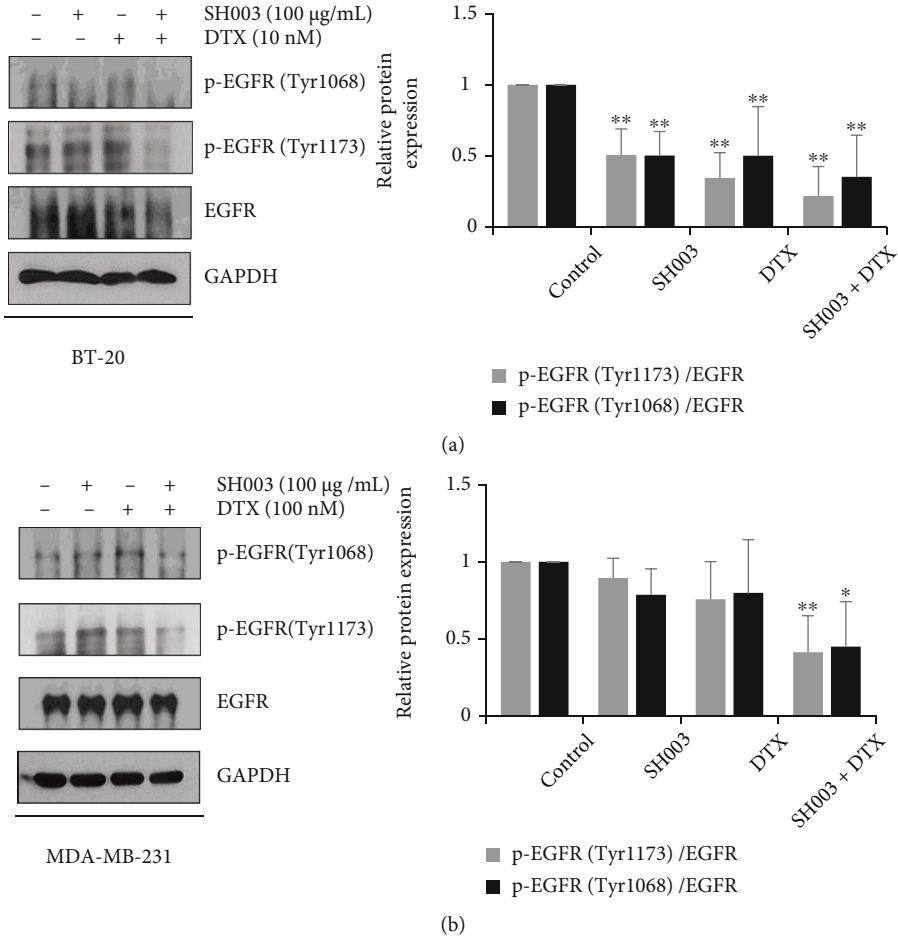 – + – + SH003 (100 µg/mL)
– – + + DTX (10 nM)
p-EGFR (Tyr1068)
p-EGFR (Tyr1173)
EGFR
GAPDH
BT-20
Relative protein
expression
1.5
1
0.5
0
** ** ** ** ** **
Control
SH003
DTX
SH003 + DTX
p-EGFR (Tyr1173) /EGFR
p-EGFR (Tyr1068) /EGFR
(a)
– + – + SH003 (100 µg /mL)
– – + + DTX (100 nM)
p-EGFR(Tyr1068)
p-EGFR(Tyr1173)
EGFR
GAPDH
MDA-MB-231
Relative protein expression
1.5
1
0.5
0
** *
Control
SH003
DTX
SH003 + DTX
p-EGFR (Tyr1173) /EGFR
p-EGFR (Tyr1068) /EGFR
(b)